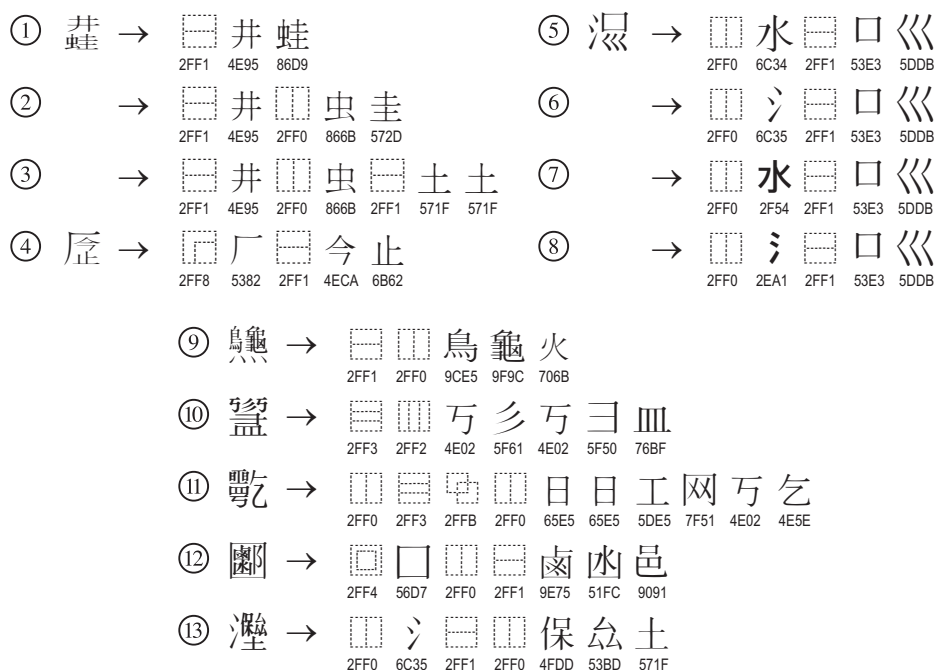 ① → ⿱ 井 蛙
2FF1 4E95 86D9
② → ⿱ 井 ⿰ 虫 圭
2FF1 4E95 2FF0 866B 572D
③ → ⿱ 井 ⿰ 虫 ⿱ 土 土
2FF1 4E95 2FF0 866B 2FF1 571F 571F
④ → ⿸ 厂 ⿱ 今 止
2FF8 5382 2FF1 4ECA 6B62
⑤ → ⿰ 水 ⿱ 口 巛
2FF0 6C34 2FF1 53E3 5DDB
⑥ → ⿰ 氵 ⿱ 口 巛
2FF0 6C35 2FF1 53E3 5DDB
⑦ → ⿰ ⽔ ⿱ 口 巛
2FF0 2F54 2FF1 53E3 5DDB
⑧ → ⿰ ⺡ ⿱ 口 巛
2FF0 2EA1 2FF1 53E3 5DDB
⑨ → ⿱ ⿰ 鳥 龜 火
2FF1 2FF0 9CE5 9F9C 706B
⑩ → ⿳ ⿲ 丂 彡 丂 彐 皿
2FF3 2FF2 4E02 5F61 4E02 5F50 76BF
⑪ → ⿰ ⿳ ⿻ ⿰ 日 日 工 网 丂 乞
2FF0 2FF3 2FFB 2FF0 65E5 65E5 5DE5 7F51 4E02 4E5E
⑫ → ⿴ 囗 ⿰ ⿱ 鹵 凼 邑
2FF4 56D7 2FF0 2FF1 9E75 51FC 9091
⑬ → ⿰ 氵 ⿱ ⿰ 保 厽 土
2FF0 6C35 2FF1 2FF0 4FDD 53BD 571F